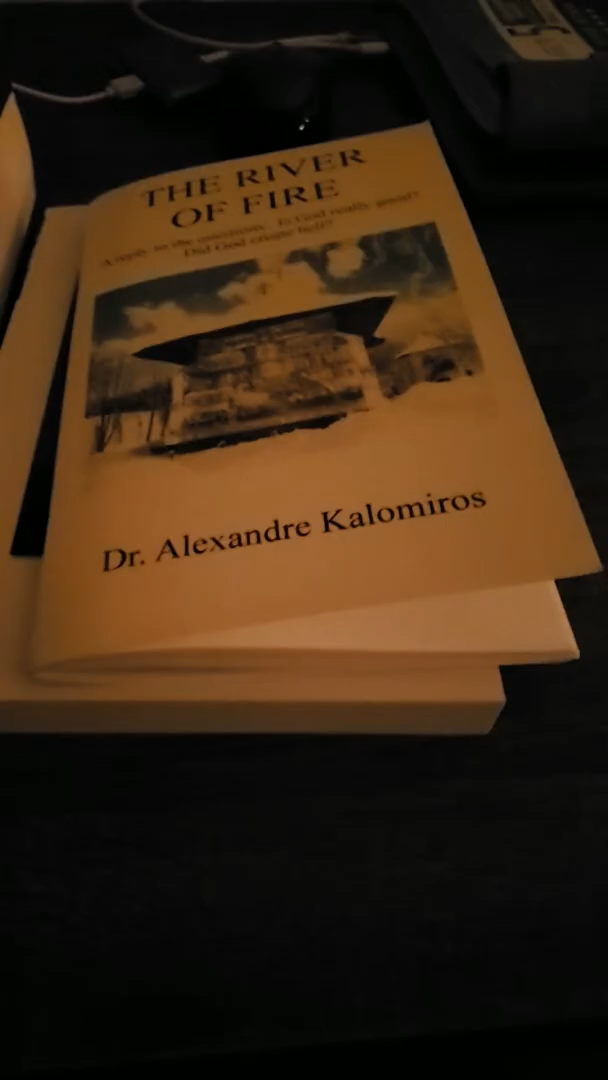 THE RIVER
OF FIRE
A reply to the questions: Is God really good?
Did God create hell?
Dr. Alexandre Kalomiros